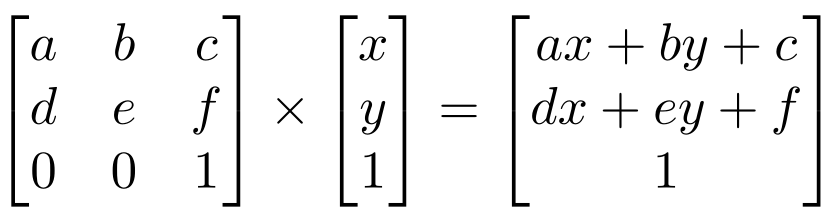 a b c x ax + by + c
d e f × y = dx + ey + f
0 0 1 1 1